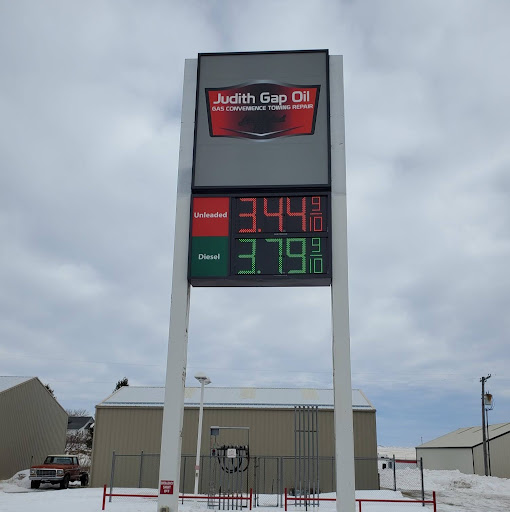 Judith Gap Oil
GAS CONVENIENCE TOWING REPAIR
Unleaded 3.44 9/10
Diesel 3.79 9/10